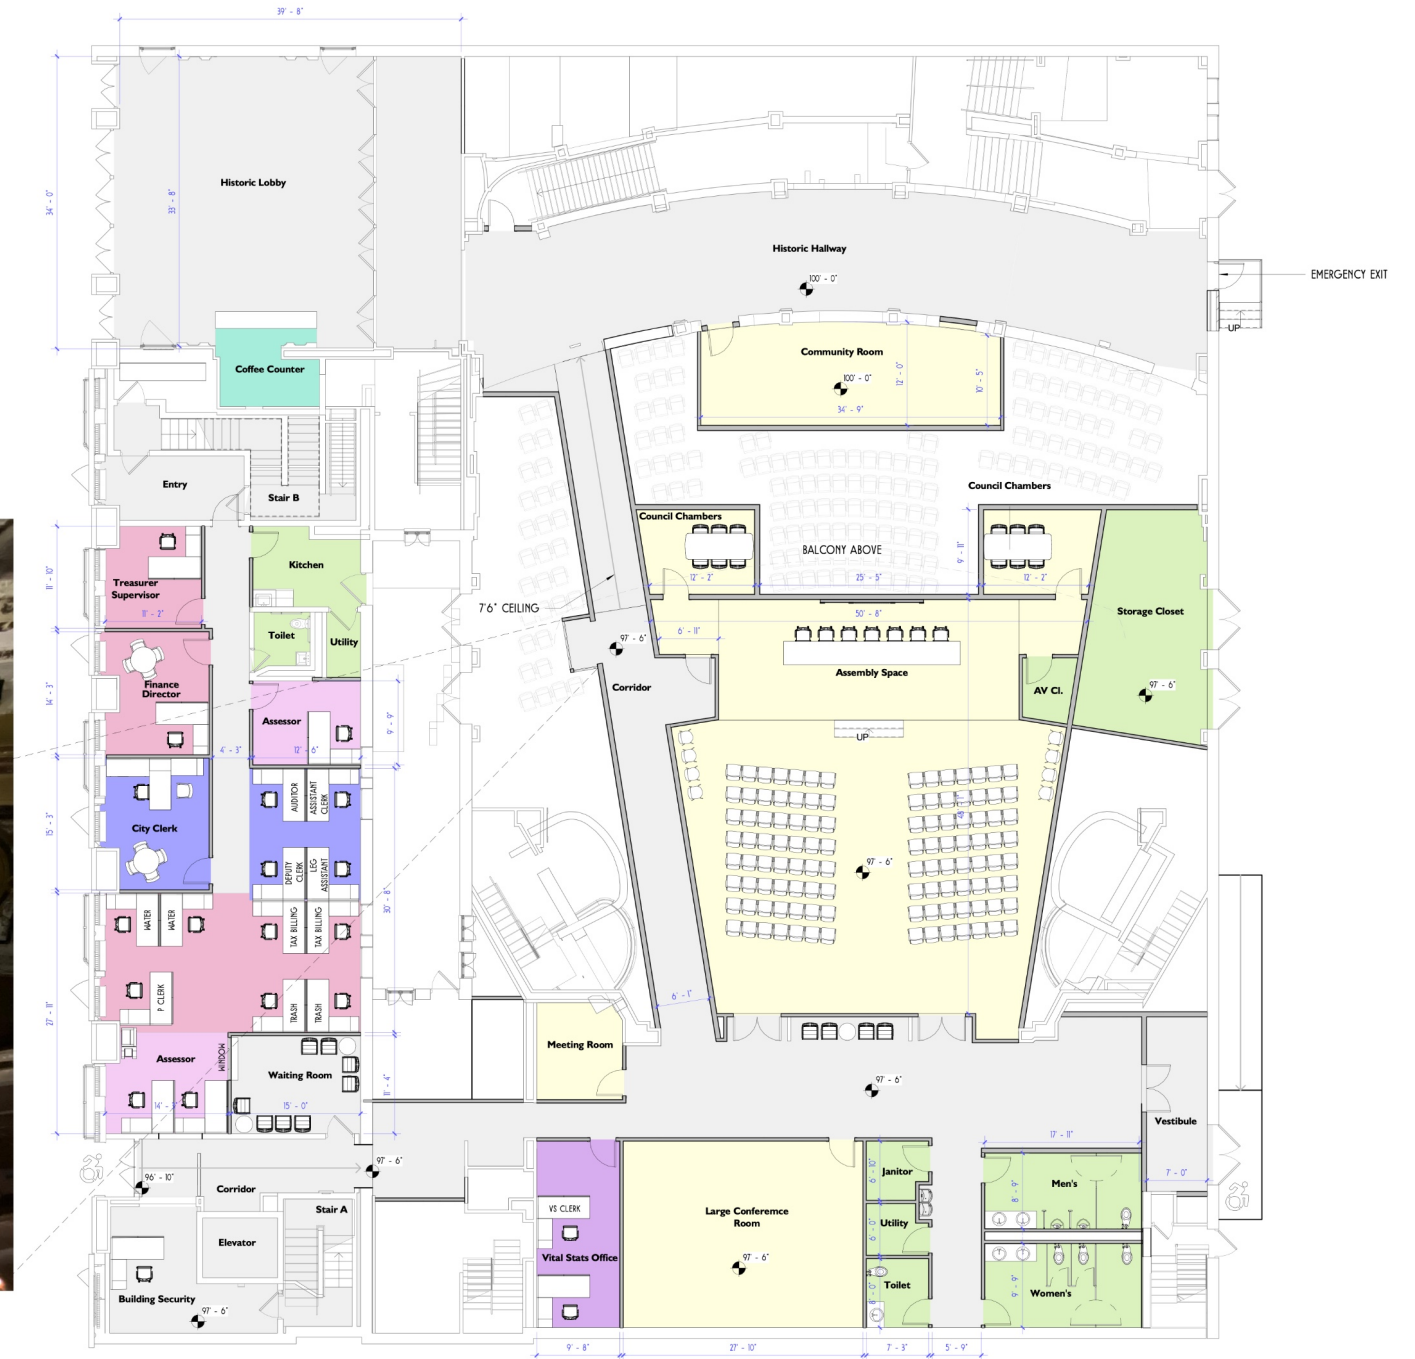 39' - 8"
34' - 0"
33' - 8"
Historic Lobby
Historic Hallway
100' - 0"
EMERGENCY EXIT
UP
Coffee Counter
Community Room
100' - 0"
12' - 0"
10' - 5"
34' - 9"
Entry
Stair B
Council Chambers
Council Chambers
BALCONY ABOVE
9' - 11"
12' - 2"
25' - 5"
12' - 2"
11' - 10"
Treasurer
Supervisor
11' - 2"
Kitchen
Toilet
Utility
7'6" CEILING
50' - 8"
6' - 11"
Storage Closet
97' - 6"
97' - 6"
Corridor
Assembly Space
AV Cl.
UP
14' - 3"
Finance
Director
Assessor
9' - 9"
4' - 3"
12' - 6"
15' - 3"
City Clerk
AUDITOR
ASSISTANT
CLERK
DEPUTY
CLERK
LEG
ASSISTANT
30' - 8"
97' - 6"
WATER
WATER
TAX BILLING
TAX BILLING
27' - 11"
P CLERK
TRASH
TRASH
6' - 1"
Assessor
WINDOW
Waiting Room
11' - 4"
15' - 0"
Meeting Room
97' - 6"
Vestibule
17' - 11"
7' - 0"
97' - 6"
96' - 10"
Corridor
Stair A
Elevator
Building Security
97' - 6"
VS CLERK
Vital Stats Office
Large Conferemce
Room
97' - 6"
Janitor
6' - 10"
Utility
6' - 0"
Toilet
8' - 0"
Men's
8' - 9"
Women's
9' - 9"
9' - 8"
27' - 10"
7' - 3"
5' - 9"